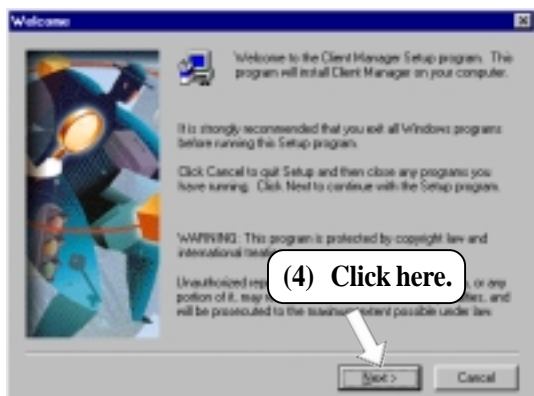 Welcome
Welcome to the Client Manager Setup program. This
program will install Client Manager on your computer.
It is strongly recommended that you exit all Windows programs
before running this Setup program.
Click Cancel to quit Setup and then close any programs you
have running. Click Next to continue with the Setup program.
WARNING: This program is protected by copyright law and
international
(4) Click here.
Unauthorized or any
portion of it, may and
will be prosecuted to the maximum extent possible under law.
Next >
Cancel